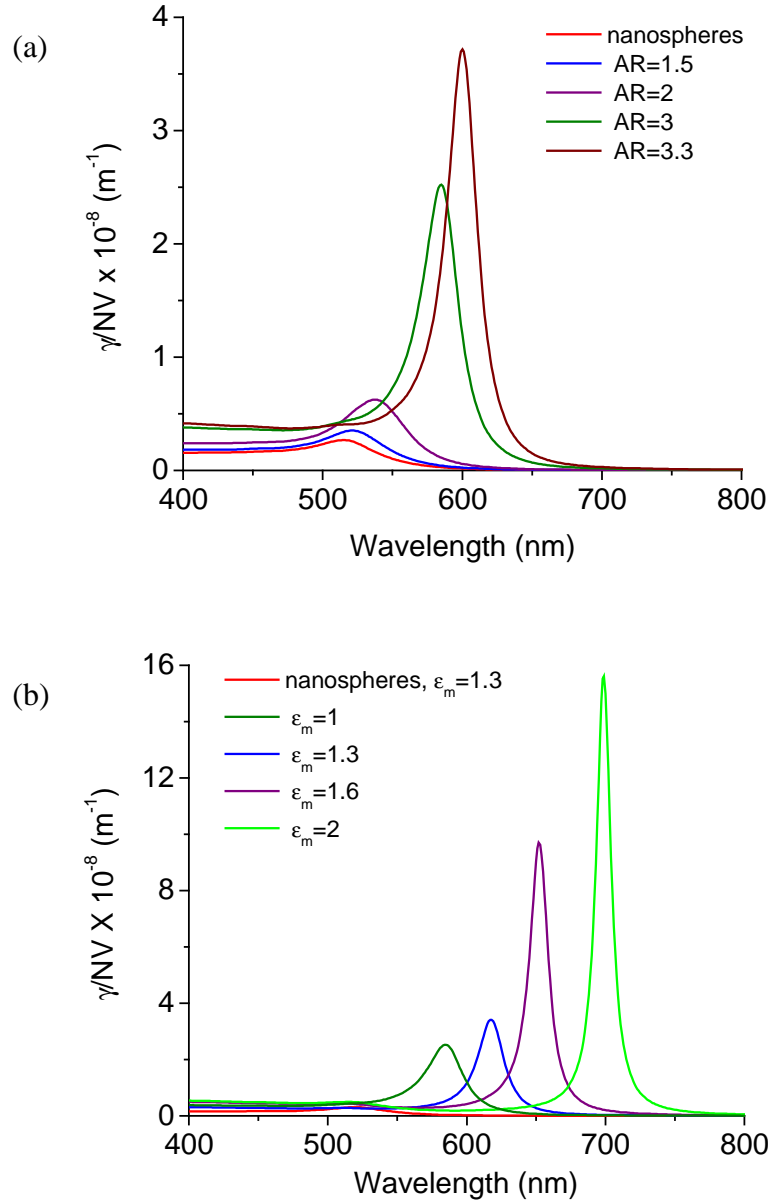 (a)
4
3
2
1
0
400
500
600
700
800
γ/NV x 10⁻⁸ (m⁻¹)
Wavelength (nm)
nanospheres
AR=1.5
AR=2
AR=3
AR=3.3
(b)
16
12
8
4
0
400
500
600
700
800
γ/NV X 10⁻⁸ (m⁻¹)
Wavelength (nm)
nanospheres, εₘ=1.3
εₘ=1
εₘ=1.3
εₘ=1.6
εₘ=2